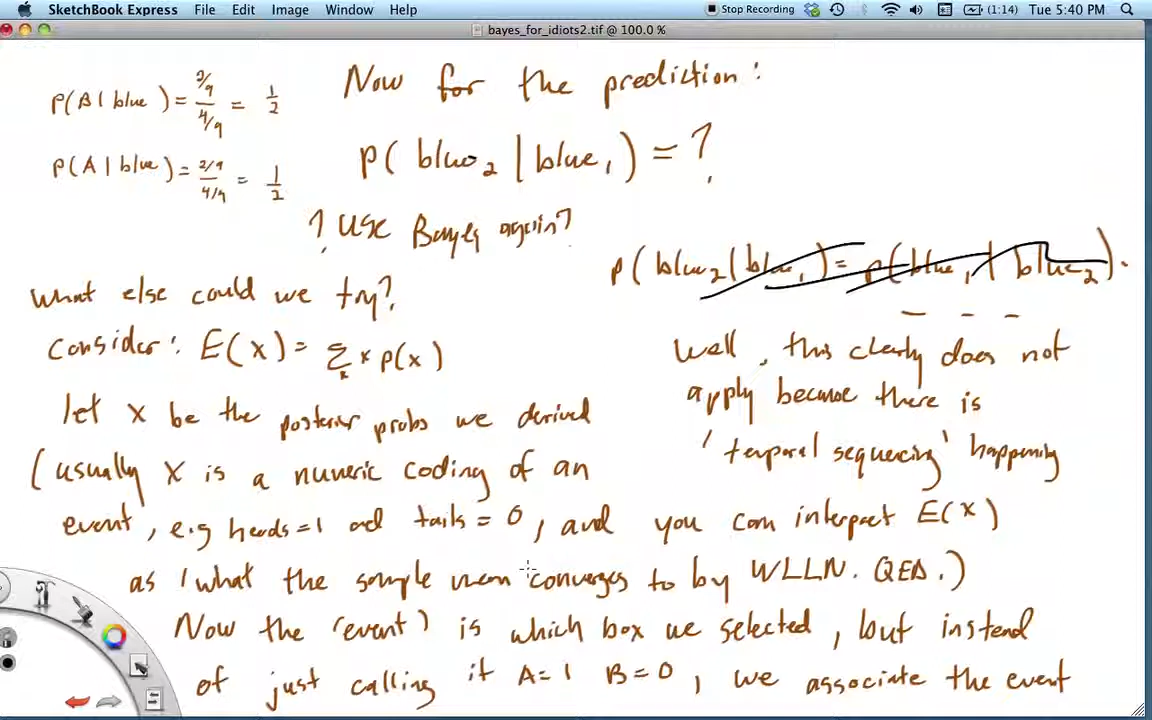 SketchBook Express File Edit Image Window Help Stop Recording (1:14) Tue 5:40 PM
bayes_for_idiots2.tif @ 100.0 %
P(B | blue) = 2/9 / 4/9 = 1/2
P(A | blue) = 2/9 / 4/9 = 1/2
Now for the prediction:
P( blue₂ | blue₁ ) = ?
? Use Bayes again?
P( blue₂ | blue₁ ) = P( blue₁ | blue₂ ).
What else could we try?
Consider: E(x) = Σₓ x p(x)
let x be the posterior probs we derived
(usually X is a numeric coding of an
event, e.g heads=1 and tails = 0, and you can interpret E(x)
as 'what the sample mean converges to by WLLN. QED.)
Now the 'event' is which box we selected, but instead
of just calling it A=1 B=0, we associate the event
Well, this clearly does not
apply because there is
'temporal sequencing' happening